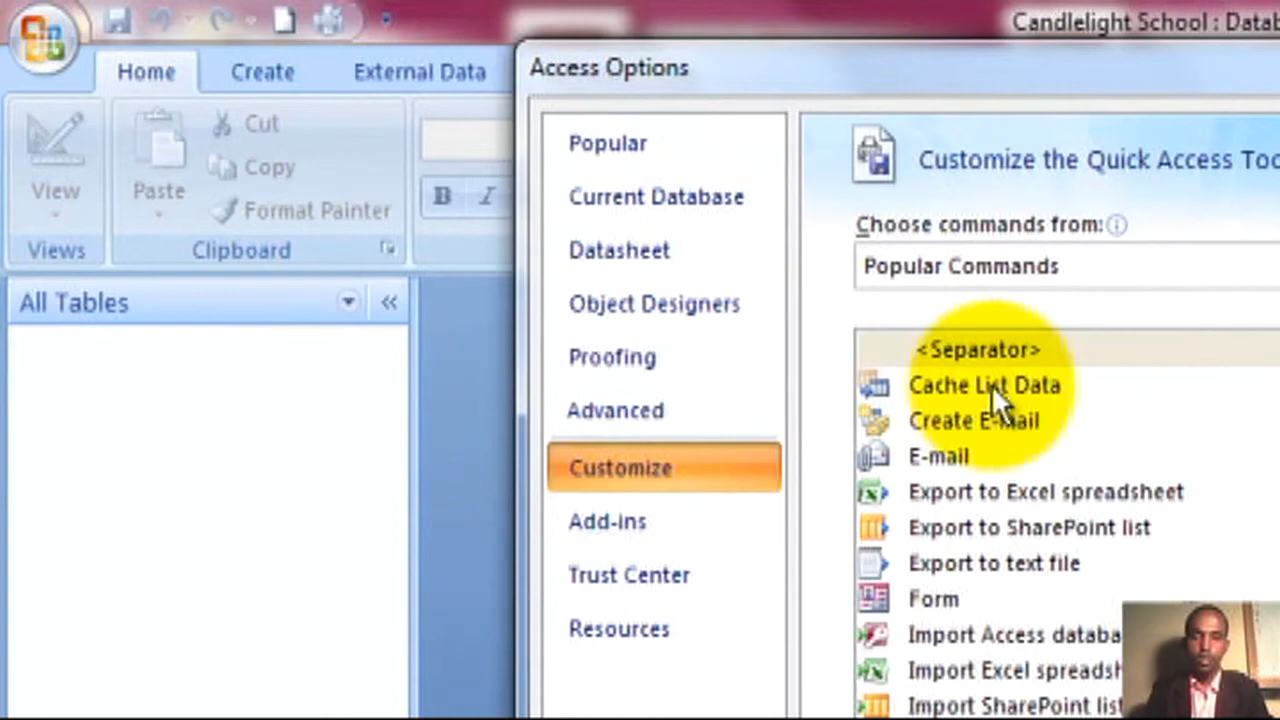 Candlelight School : Datab
Home Create External Data
Access Options
Cut
Copy
Format Painter
View
Paste
B I
Views
Clipboard
All Tables
Popular
Current Database
Datasheet
Object Designers
Proofing
Advanced
Customize
Add-ins
Trust Center
Resources
Customize the Quick Access Too
Choose commands from:
Popular Commands
<Separator>
Cache List Data
Create E-Mail
E-mail
Export to Excel spreadsheet
Export to SharePoint list
Export to text file
Form
Import Access databa
Import Excel spreadsh
Import SharePoint list